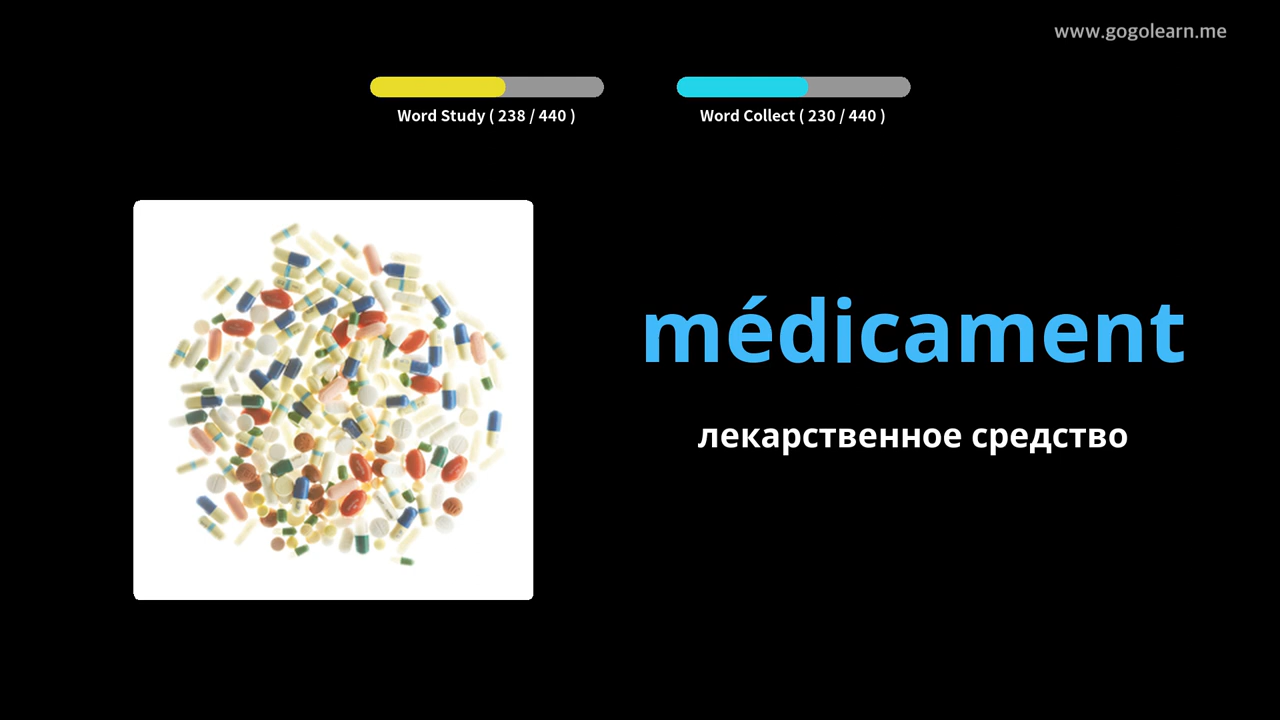 www.gogolearn.me
Word Study ( 238 / 440 )
Word Collect ( 230 / 440 )
médicament
лекарственное средство